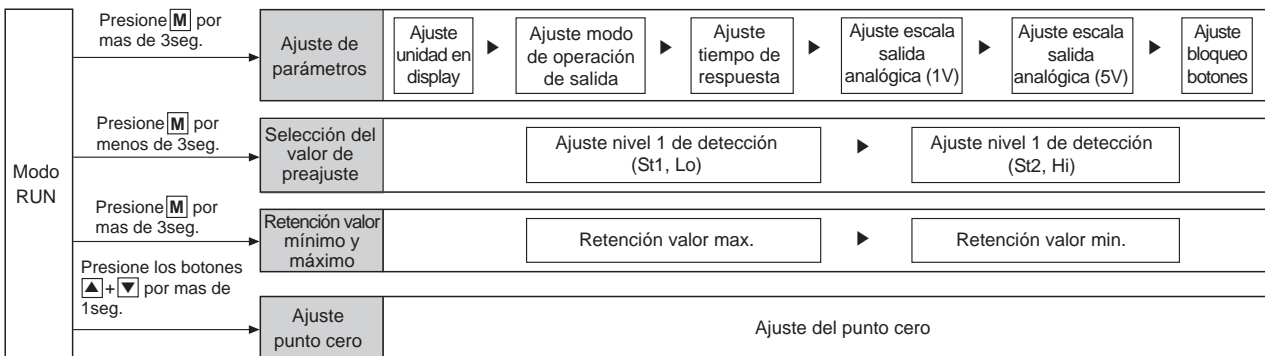 Modo
RUN
Presione M por
mas de 3seg.
Ajuste de
parámetros
Ajuste
unidad en
display
▶
Ajuste modo
de operación
de salida
▶
Ajuste
tiempo de
respuesta
▶
Ajuste escala
salida
analógica (1V)
▶
Ajuste escala
salida
analógica (5V)
▶
Ajuste
bloqueo
botones
Presione M por
menos de 3seg.
Selección del
valor de
preajuste
Ajuste nivel 1 de detección
(St1, Lo)
▶
Ajuste nivel 1 de detección
(St2, Hi)
Presione M por
mas de 3seg.
Retención valor
mínimo y
máximo
Retención valor max.
▶
Retención valor min.
Presione los botones
▲+▼ por mas de
1seg.
Ajuste
punto cero
Ajuste del punto cero